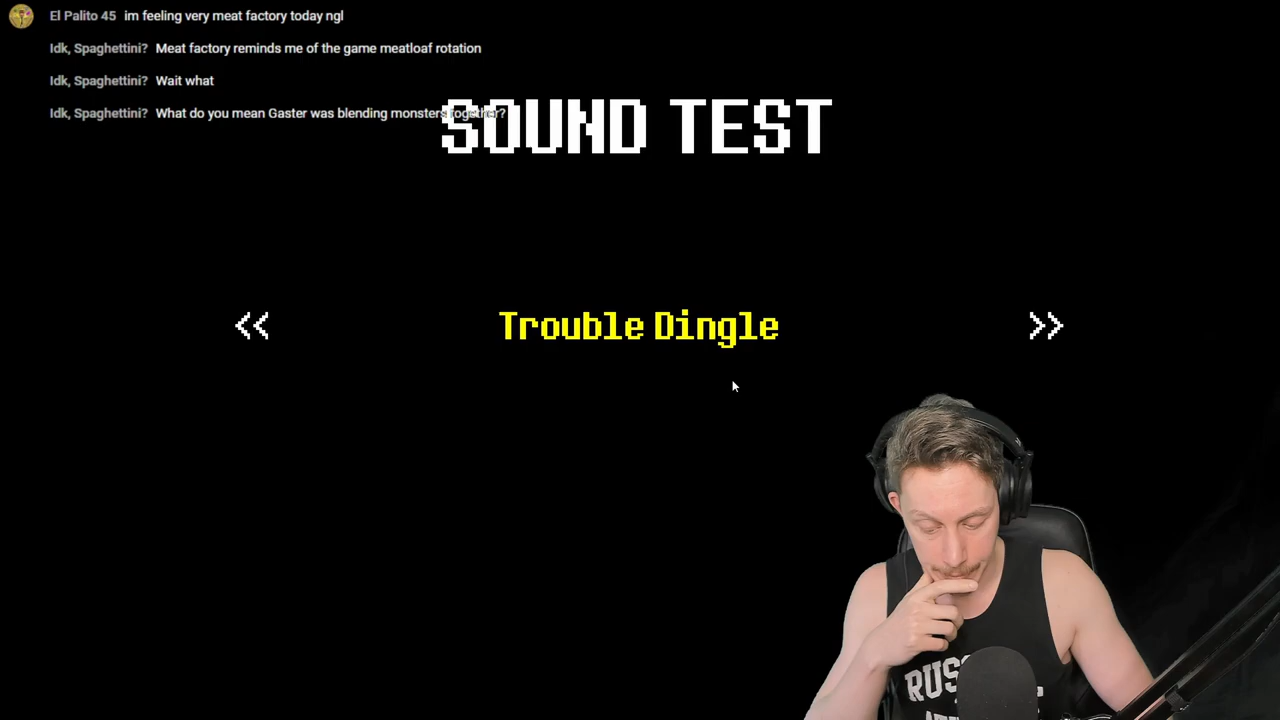 El Palito 45 im feeling very meat factory today ngl
Idk, Spaghettini? Meat factory reminds me of the game meatloaf rotation
Idk, Spaghettini? Wait what
Idk, Spaghettini? What do you mean Gaster was blending monsters together?
SOUND TEST
<< Trouble Dingle >>